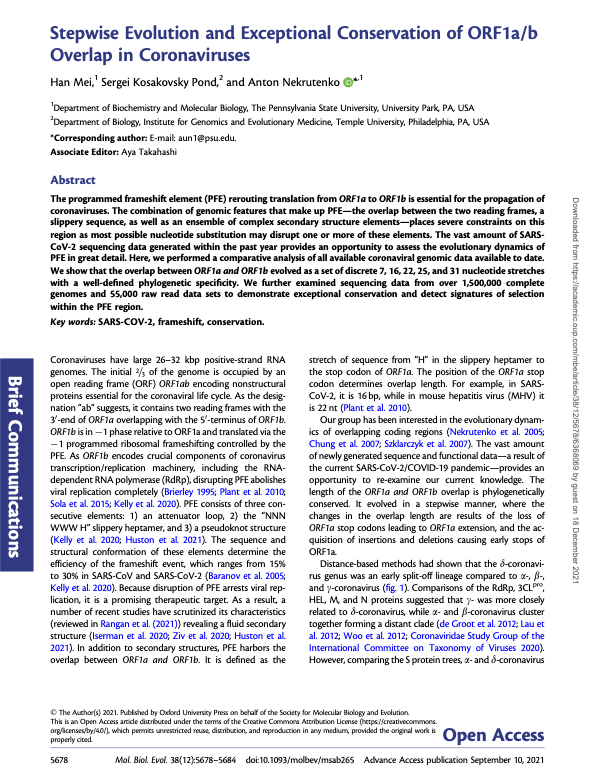 Stepwise Evolution and Exceptional Conservation of ORF1a/b
Overlap in Coronaviruses
Han Mei,1 Sergei Kosakovsky Pond,2 and Anton Nekrutenko *,1
1Department of Biochemistry and Molecular Biology, The Pennsylvania State University, University Park, PA, USA
2Department of Biology, Institute for Genomics and Evolutionary Medicine, Temple University, Philadelphia, PA, USA
*Corresponding author: E-mail: aun1@psu.edu.
Associate Editor: Aya Takahashi
Abstract
The programmed frameshift element (PFE) rerouting translation from ORF1a to ORF1b is essential for the propagation of
coronaviruses. The combination of genomic features that make up PFE—the overlap between the two reading frames, a
slippery sequence, as well as an ensemble of complex secondary structure elements—places severe constraints on this
region as most possible nucleotide substitution may disrupt one or more of these elements. The vast amount of SARS-
CoV-2 sequencing data generated within the past year provides an opportunity to assess the evolutionary dynamics of
PFE in great detail. Here, we performed a comparative analysis of all available coronaviral genomic data available to date.
We show that the overlap between ORF1a and ORF1b evolved as a set of discrete 7, 16, 22, 25, and 31 nucleotide stretches
with a well-defined phylogenetic specificity. We further examined sequencing data from over 1,500,000 complete
genomes and 55,000 raw read data sets to demonstrate exceptional conservation and detect signatures of selection
within the PFE region.
Key words: SARS-COV-2, frameshift, conservation.
Coronaviruses have large 26–32 kbp positive-strand RNA
genomes. The initial 2/3 of the genome is occupied by an
open reading frame (ORF) ORF1ab encoding nonstructural
proteins essential for the coronaviral life cycle. As the desig-
nation “ab” suggests, it contains two reading frames with the
3′-end of ORF1a overlapping with the 5′-terminus of ORF1b.
ORF1b is in −1 phase relative to ORF1a and translated via the
−1 programmed ribosomal frameshifting controlled by the
PFE. As ORF1b encodes crucial components of coronavirus
transcription/replication machinery, including the RNA-
dependent RNA polymerase (RdRp), disrupting PFE abolishes
viral replication completely (Brierley 1995; Plant et al. 2010;
Sola et al. 2015; Kelly et al. 2020). PFE consists of three con-
secutive elements: 1) an attenuator loop, 2) the “NNN
WWW H” slippery heptamer, and 3) a pseudoknot structure
(Kelly et al. 2020; Huston et al. 2021). The sequence and
structural conformation of these elements determine the
efficiency of the frameshift event, which ranges from 15%
to 30% in SARS-CoV and SARS-CoV-2 (Baranov et al. 2005;
Kelly et al. 2020). Because disruption of PFE arrests viral rep-
lication, it is a promising therapeutic target. As a result, a
number of recent studies have scrutinized its characteristics
(reviewed in Rangan et al. (2021)) revealing a fluid secondary
structure (Iserman et al. 2020; Ziv et al. 2020; Huston et al.
2021). In addition to secondary structures, PFE harbors the
overlap between ORF1a and ORF1b. It is defined as the
stretch of sequence from “H” in the slippery heptamer to
the stop codon of ORF1a. The position of the ORF1a stop
codon determines overlap length. For example, in SARS-
CoV-2, it is 16 bp, while in mouse hepatitis virus (MHV) it
is 22 nt (Plant et al. 2010).
Our group has been interested in the evolutionary dynam-
ics of overlapping coding regions (Nekrutenko et al. 2005;
Chung et al. 2007; Szklarczyk et al. 2007). The vast amount
of newly generated sequence and functional data—a result of
the current SARS-CoV-2/COVID-19 pandemic—provides an
opportunity to re-examine our current knowledge. The
length of the ORF1a and ORF1b overlap is phylogenetically
conserved. It evolved in a stepwise manner, where the
changes in the overlap length are results of the loss of
ORF1a stop codons leading to ORF1a extension, and the ac-
quisition of insertions and deletions causing early stops of
ORF1a.
Distance-based methods had shown that the δ-coronavi-
rus genus was an early split-off lineage compared to α-, β-,
and γ-coronavirus (fig. 1). Comparisons of the RdRp, 3CLpro,
HEL, M, and N proteins suggested that γ- was more closely
related to δ-coronavirus, while α- and β-coronavirus cluster
together forming a distant clade (de Groot et al. 2012; Lau et
al. 2012; Woo et al. 2012; Coronaviridae Study Group of the
International Committee on Taxonomy of Viruses 2020).
However, comparing the S protein trees, α- and δ-coronavirus
Brief Communications
Downloaded from https://academic.oup.com/mbe/article/38/12/5678/6368069 by guest on 18 December 2021
© The Author(s) 2021. Published by Oxford University Press on behalf of the Society for Molecular Biology and Evolution.
This is an Open Access article distributed under the terms of the Creative Commons Attribution License (https://creativecommons.
org/licenses/by/4.0/), which permits unrestricted reuse, distribution, and reproduction in any medium, provided the original work is
properly cited.
Open Access
5678 Mol. Biol. Evol. 38(12):5678–5684 doi:10.1093/molbev/msab265 Advance Access publication September 10, 2021